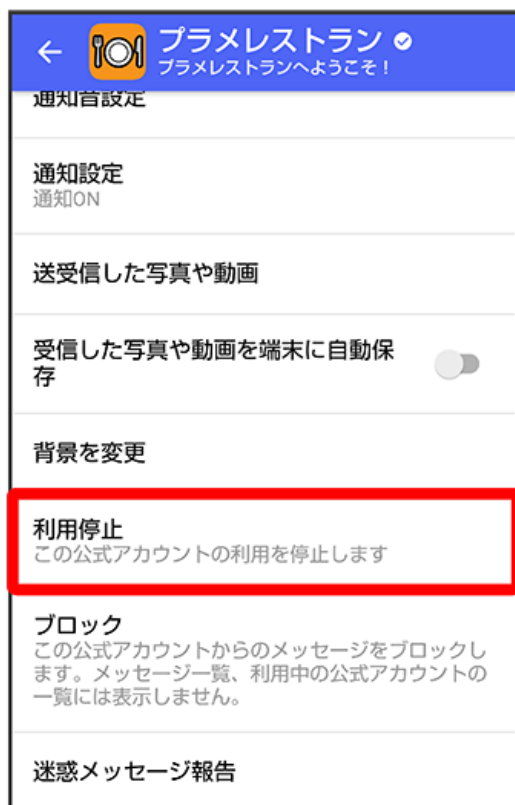 プラメレストラン
プラメレストランへようこそ！
通知音設定
通知設定
通知ON
送受信した写真や動画
受信した写真や動画を端末に自動保
存
背景を変更
利用停止
この公式アカウントの利用を停止します
ブロック
この公式アカウントからのメッセージをブロックし
ます。メッセージ一覧、利用中の公式アカウントの
一覧には表示しません。
迷惑メッセージ報告